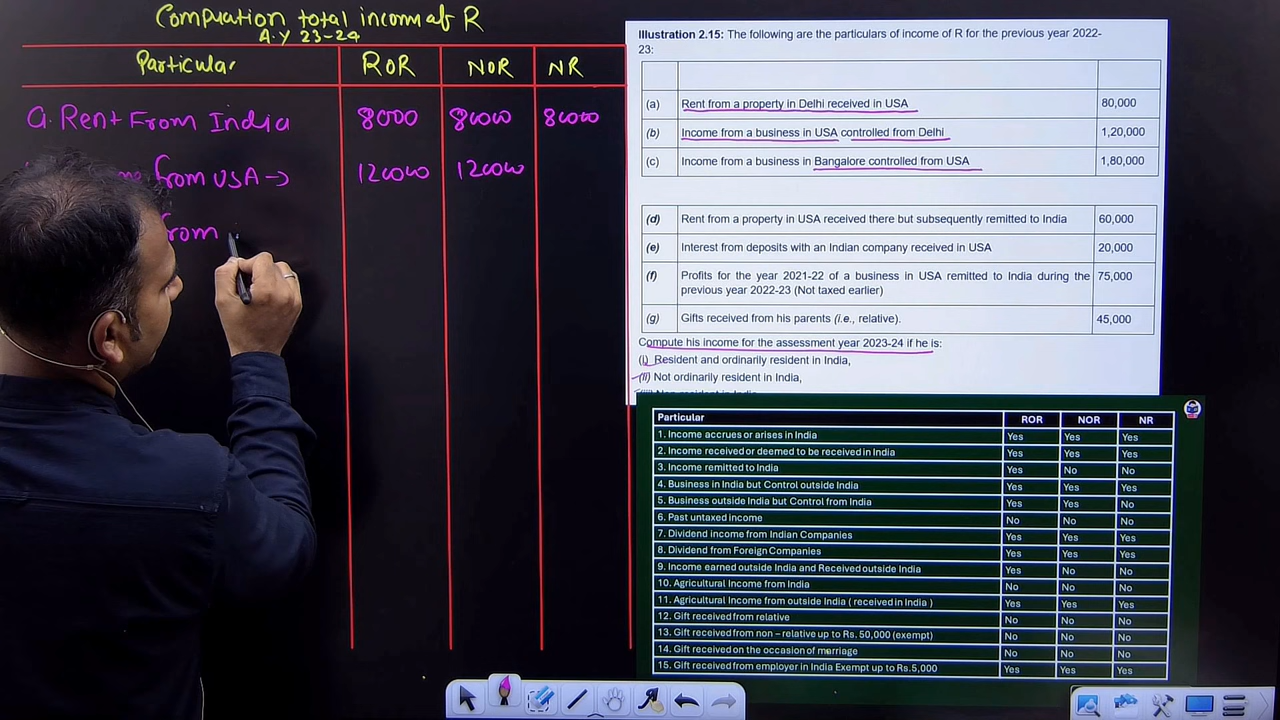 Compuation total income of R
A.Y 23-24
Particular ROR NOR NR
a. Rent From India 8000 80000 80000
from USA → 120000 120000
from
Illustration 2.15: The following are the particulars of income of R for the previous year 2022-
23:
(a) Rent from a property in Delhi received in USA 80,000
(b) Income from a business in USA controlled from Delhi 1,20,000
(c) Income from a business in Bangalore controlled from USA 1,80,000
(d) Rent from a property in USA received there but subsequently remitted to India 60,000
(e) Interest from deposits with an Indian company received in USA 20,000
(f) Profits for the year 2021-22 of a business in USA remitted to India during the 75,000
previous year 2022-23 (Not taxed earlier)
(g) Gifts received from his parents (i.e., relative). 45,000
Compute his income for the assessment year 2023-24 if he is:
(i) Resident and ordinarily resident in India,
(ii) Not ordinarily resident in India,
Particular ROR NOR NR
1. Income accrues or arises in India Yes Yes Yes
2. Income received or deemed to be received in India Yes Yes Yes
3. Income remitted to India Yes No No
4. Business in India but Control outside India Yes Yes Yes
5. Business outside India but Control from India Yes Yes No
6. Past untaxed income No No No
7. Dividend income from Indian Companies Yes Yes Yes
8. Dividend from Foreign Companies Yes Yes Yes
9. Income earned outside India and Received outside India Yes No No
10. Agricultural Income from India No No No
11. Agricultural Income from outside India ( received in India ) Yes Yes Yes
12. Gift received from relative No No No
13. Gift received from non – relative up to Rs. 50,000 (exempt) No No No
14. Gift received on the occasion of marriage No No No
15. Gift received from employer in India Exempt up to Rs.5,000 Yes Yes Yes